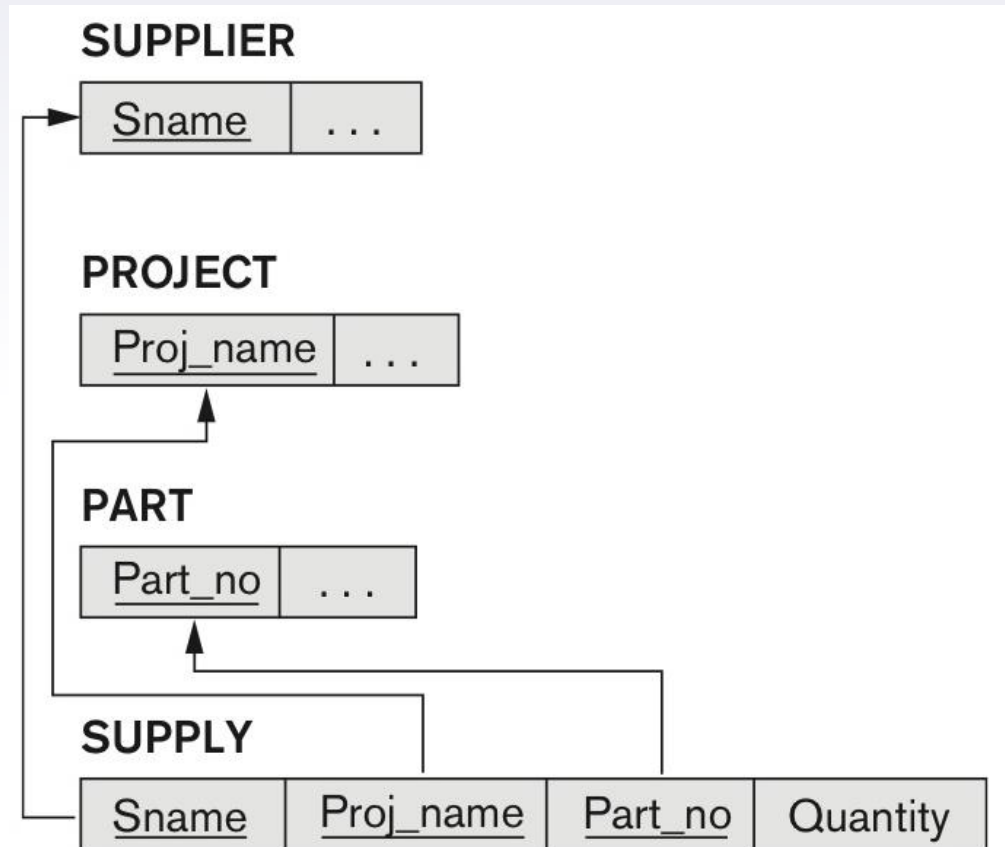 SUPPLIER
Sname ...
PROJECT
Proj_name ...
PART
Part_no ...
SUPPLY
Sname Proj_name Part_no Quantity